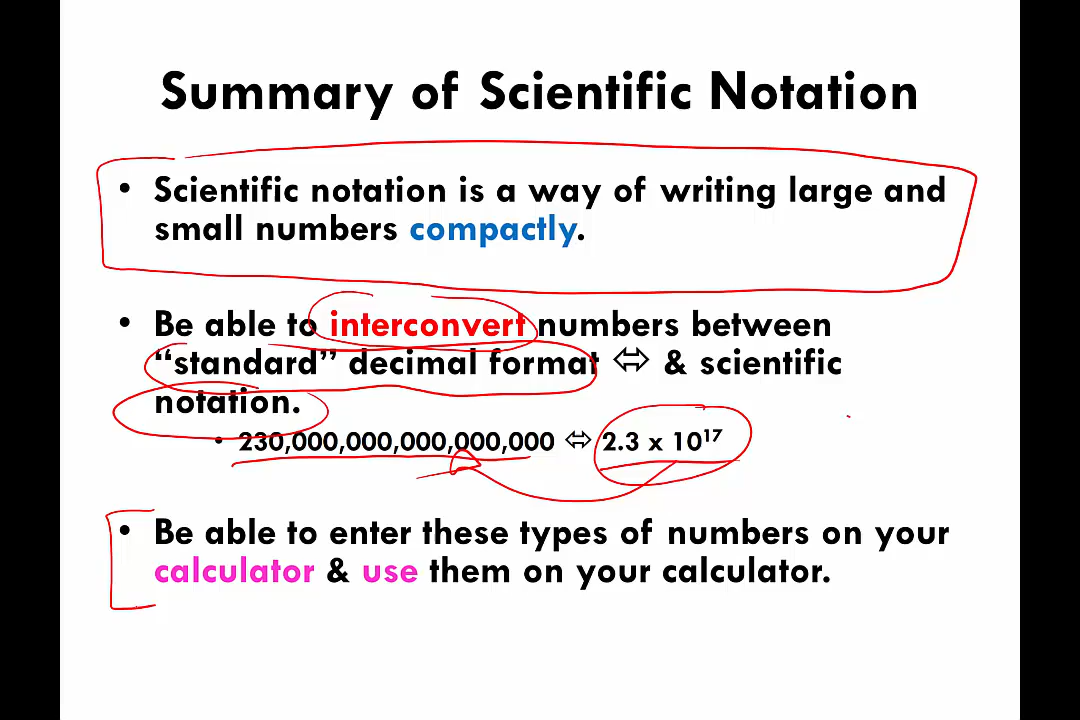 Summary of Scientific Notation
• Scientific notation is a way of writing large and
small numbers compactly.
• Be able to interconvert numbers between
“standard” decimal format ⬄ & scientific
notation.
• 230,000,000,000,000,000 ⬄ 2.3 x 10¹⁷
• Be able to enter these types of numbers on your
calculator & use them on your calculator.